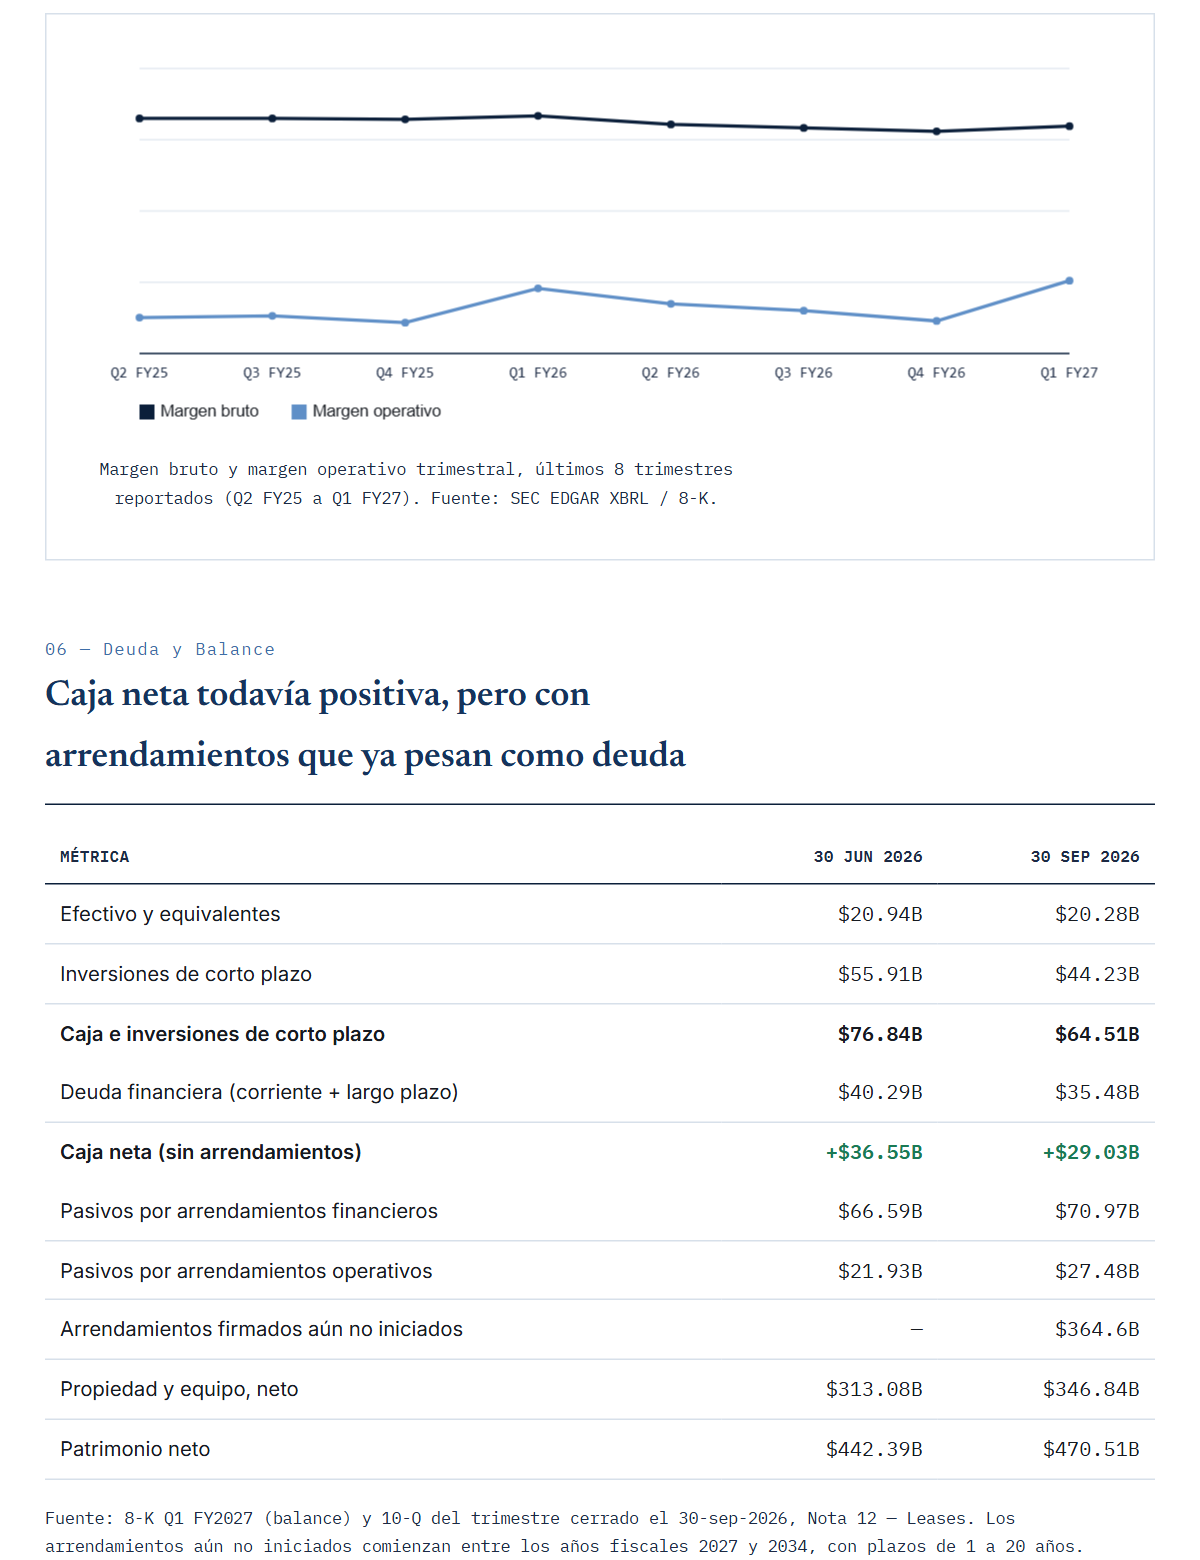 Q2 FY25 Q3 FY25 Q4 FY25 Q1 FY26 Q2 FY26 Q3 FY26 Q4 FY26 Q1 FY27
Margen bruto Margen operativo
Margen bruto y margen operativo trimestral, últimos 8 trimestres
reportados (Q2 FY25 a Q1 FY27). Fuente: SEC EDGAR XBRL / 8-K.
06 — Deuda y Balance
Caja neta todavía positiva, pero con
arrendamientos que ya pesan como deuda
MÉTRICA 30 JUN 2026 30 SEP 2026
Efectivo y equivalentes $20.94B $20.28B
Inversiones de corto plazo $55.91B $44.23B
Caja e inversiones de corto plazo $76.84B $64.51B
Deuda financiera (corriente + largo plazo) $40.29B $35.48B
Caja neta (sin arrendamientos) +$36.55B +$29.03B
Pasivos por arrendamientos financieros $66.59B $70.97B
Pasivos por arrendamientos operativos $21.93B $27.48B
Arrendamientos firmados aún no iniciados — $364.6B
Propiedad y equipo, neto $313.08B $346.84B
Patrimonio neto $442.39B $470.51B
Fuente: 8-K Q1 FY2027 (balance) y 10-Q del trimestre cerrado el 30-sep-2026, Nota 12 — Leases. Los
arrendamientos aún no iniciados comienzan entre los años fiscales 2027 y 2034, con plazos de 1 a 20 años.